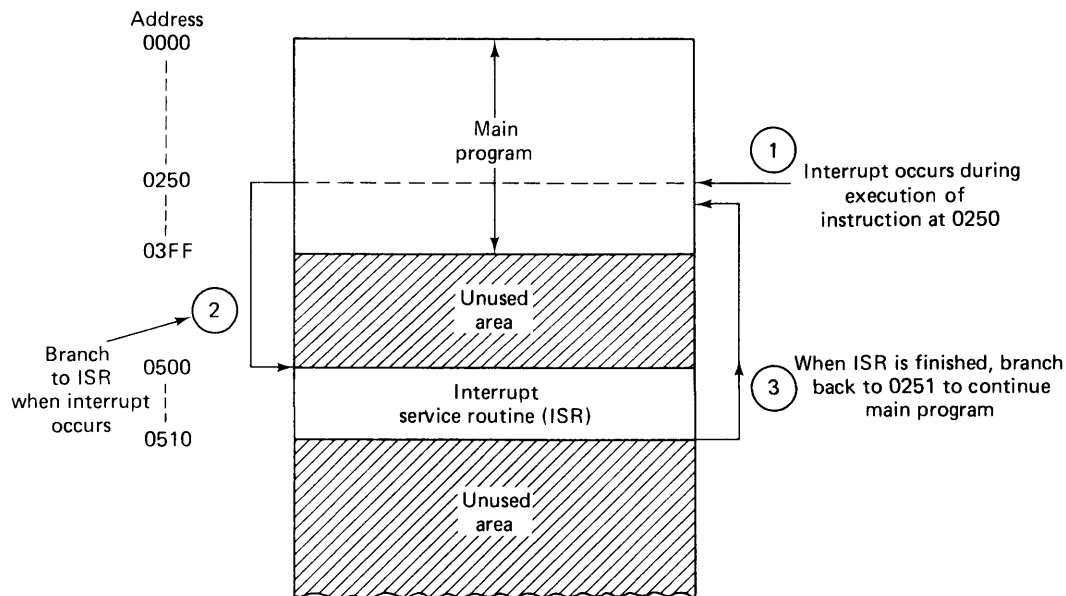 Address
0000
0250
03FF
0500
0510
Main
program
1
Interrupt occurs during
execution of
instruction at 0250
Unused
area
2
Branch
to ISR
when interrupt
occurs
Interrupt
service routine (ISR)
3
When ISR is finished, branch
back to 0251 to continue
main program
Unused
area